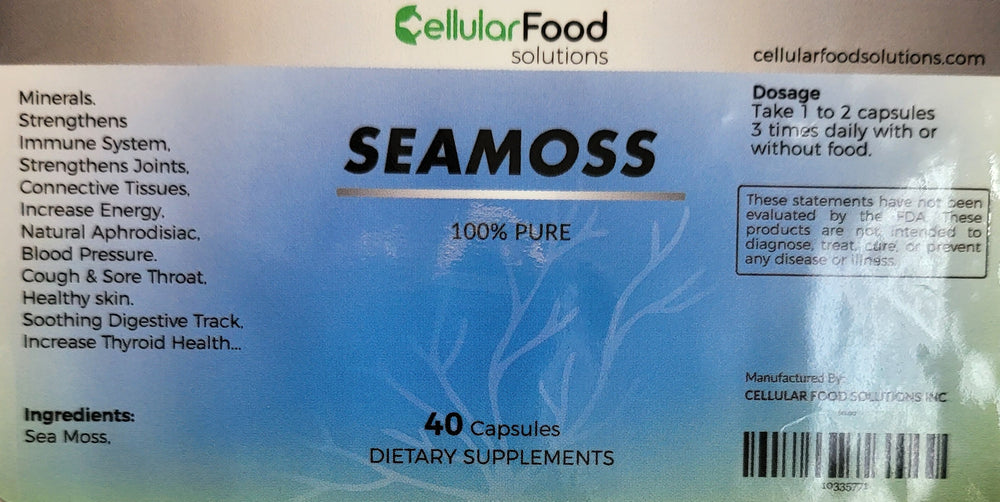 CellularFood
solutions
cellularfoodsolutions.com
Minerals.
Strengthens
Immune System,
Strengthens Joints,
Connective Tissues,
Increase Energy.
Natural Aphrodisiac,
Blood Pressure.
Cough & Sore Throat,
Healthy skin.
Soothing Digestive Track,
Increase Thyroid Health...
Ingredients:
Sea Moss,
SEAMOSS
100% PURE
40 Capsules
DIETARY SUPPLEMENTS
Dosage
Take 1 to 2 capsules
3 times daily with or
without food.
These statements have not been
evaluated by the FDA. These
products are not intended to
diagnose, treat, cure, or prevent
any disease or illness.
Manufactured By:
CELLULAR FOOD SOLUTIONS INC
10335771